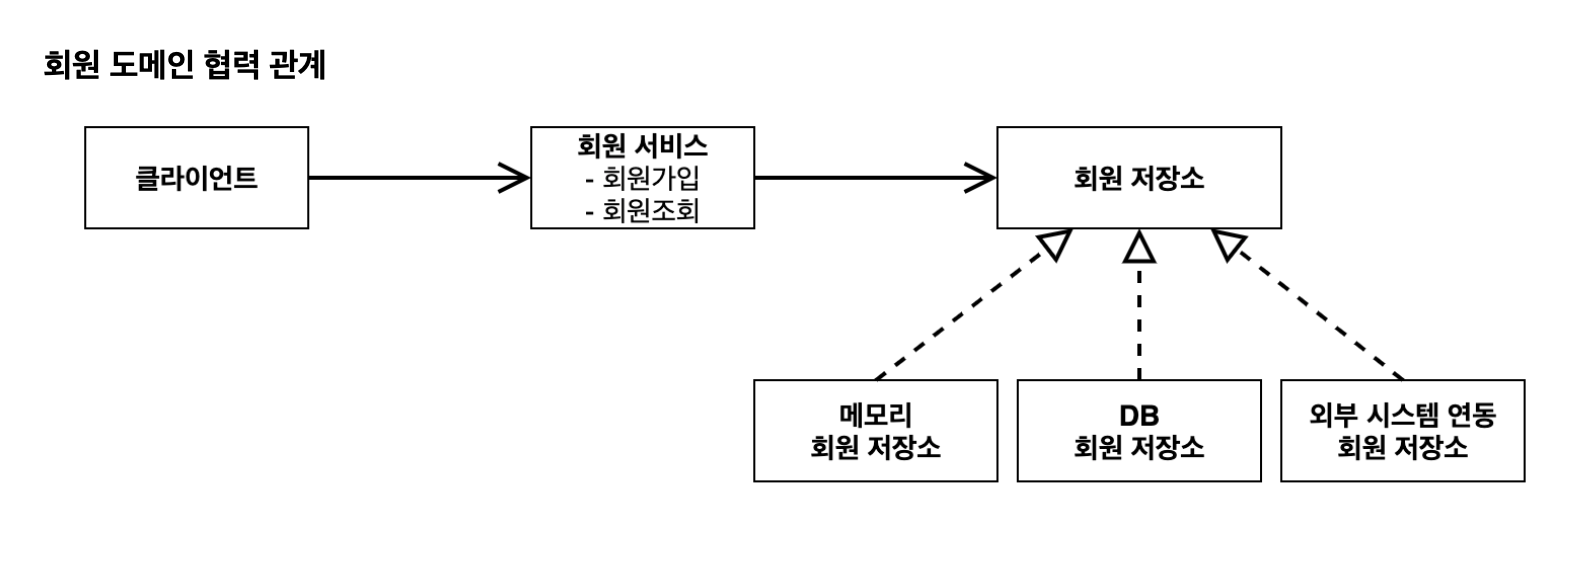 회원 도메인 협력 관계
클라이언트
회원 서비스
- 회원가입
- 회원조회
회원 저장소
메모리
회원 저장소
DB
회원 저장소
외부 시스템 연동
회원 저장소